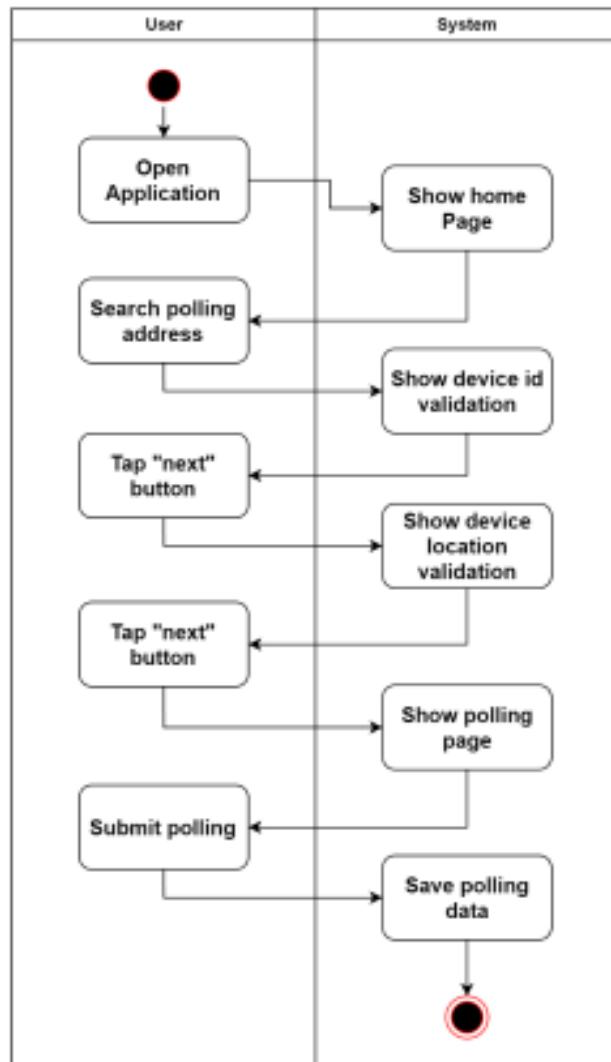 User
System
Open
Application
Show home
Page
Search polling
address
Show device id
validation
Tap "next"
button
Show device
location
validation
Tap "next"
button
Show polling
page
Submit polling
Save polling
data